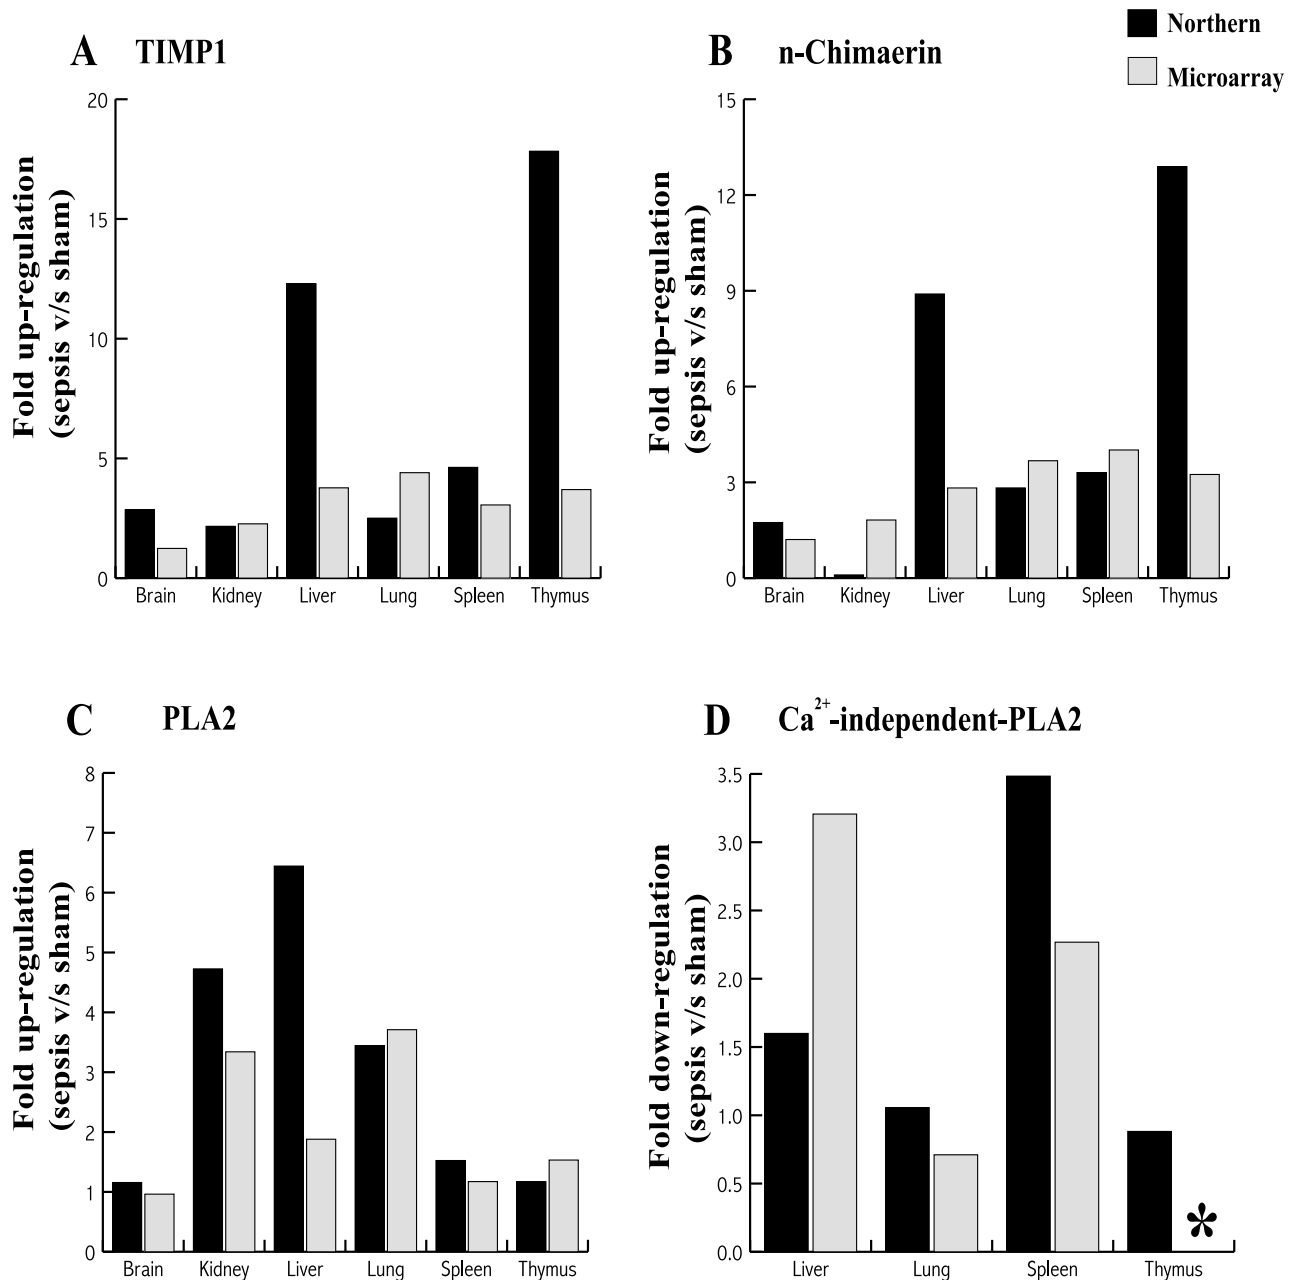 Northern
Microarray
A TIMP1
Fold up-regulation
(sepsis v/s sham)
20
15
10
5
0
Brain Kidney Liver Lung Spleen Thymus
B n-Chimaerin
Fold up-regulation
(sepsis v/s sham)
15
12
9
6
3
0
Brain Kidney Liver Lung Spleen Thymus
C PLA2
Fold up-regulation
(sepsis v/s sham)
8
7
6
5
4
3
2
1
0
Brain Kidney Liver Lung Spleen Thymus
D Ca²⁺-independent-PLA2
Fold down-regulation
(sepsis v/s sham)
3.5
3.0
2.5
2.0
1.5
1.0
0.5
0.0
*
Liver Lung Spleen Thymus